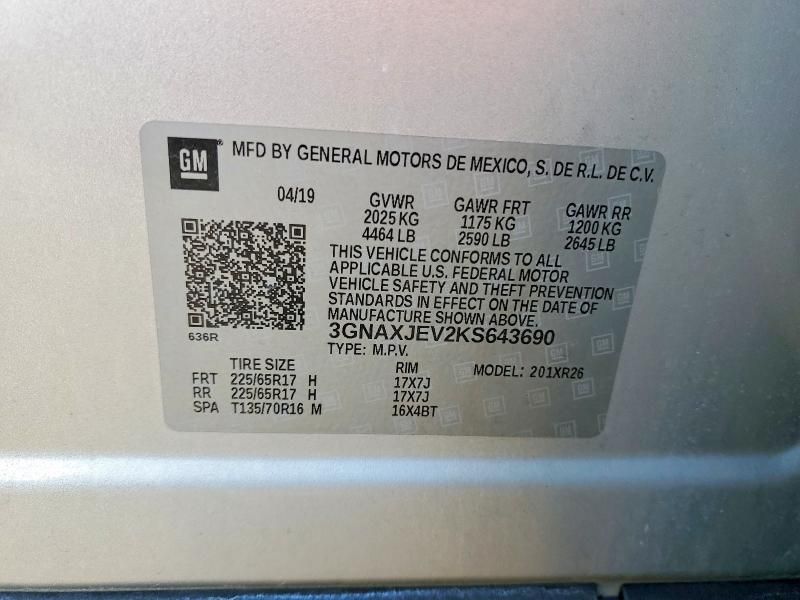 GM® MFD BY GENERAL MOTORS DE MEXICO, S. DE R.L. DE C.V.
04/19 GVWR GAWR FRT GAWR RR
2025 KG 1175 KG 1200 KG
4464 LB 2590 LB 2645 LB
THIS VEHICLE CONFORMS TO ALL
APPLICABLE U.S. FEDERAL MOTOR
VEHICLE SAFETY AND THEFT PREVENTION
STANDARDS IN EFFECT ON THE DATE OF
MANUFACTURE SHOWN ABOVE.
636R 3GNAXJEV2KS643690
TYPE: M.P.V.
TIRE SIZE RIM MODEL: 201XR26
FRT 225/65R17 H 17X7J
RR 225/65R17 H 17X7J
SPA T135/70R16 M 16X4BT